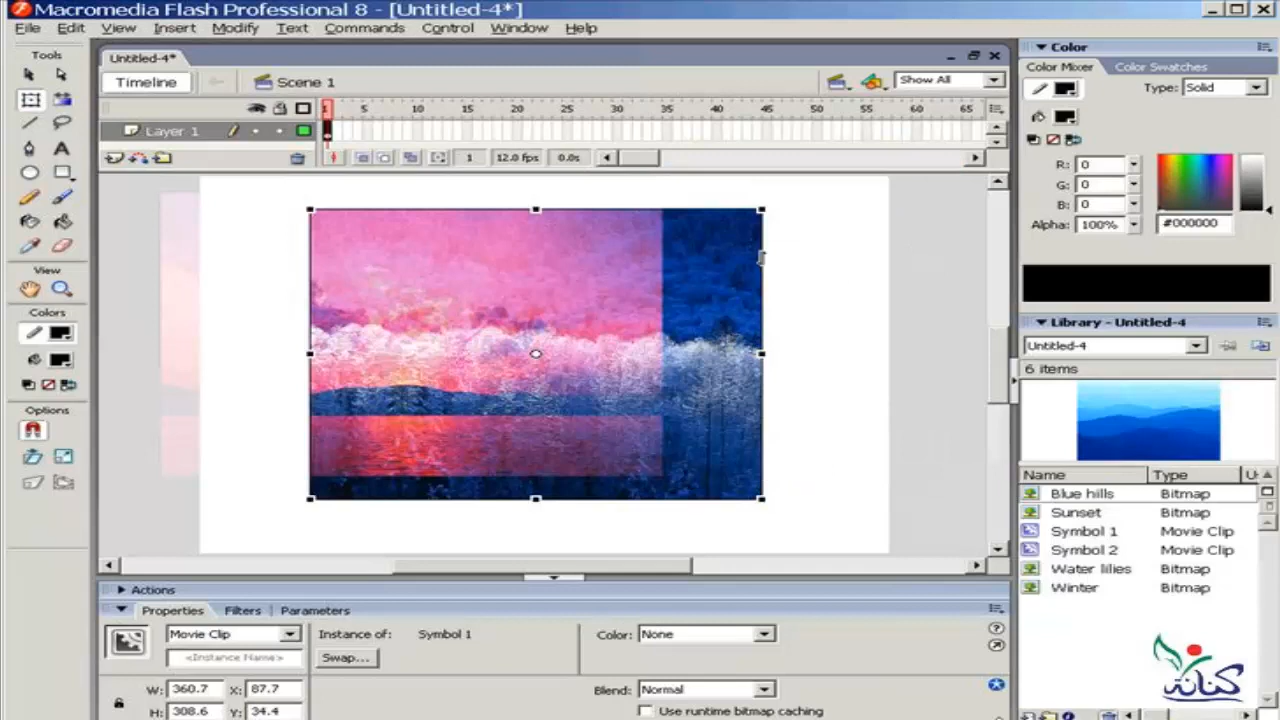 Macromedia Flash Professional 8 - [Untitled-4*]
File Edit View Insert Modify Text Commands Control Window Help
Tools
View
Colors
Options
Untitled-4*
Timeline
Scene 1
Show All
5 10 15 20 25 30 35 40 45 50 55 60 65
Layer 1
1 12.0 fps 0.0s
Color
Color Mixer Color Swatches
Type: Solid
R: 0
G: 0
B: 0
Alpha: 100% #000000
Library - Untitled-4
Untitled-4
6 items
Name Type
Blue hills Bitmap
Sunset Bitmap
Symbol 1 Movie Clip
Symbol 2 Movie Clip
Water lilies Bitmap
Winter Bitmap
Actions
Properties Filters Parameters
Movie Clip
Instance of: Symbol 1
Color: None
<Instance Name>
Swap...
W: 360.7 X: 87.7
Blend: Normal
H: 308.6 Y: 34.4
Use runtime bitmap caching
كنانة